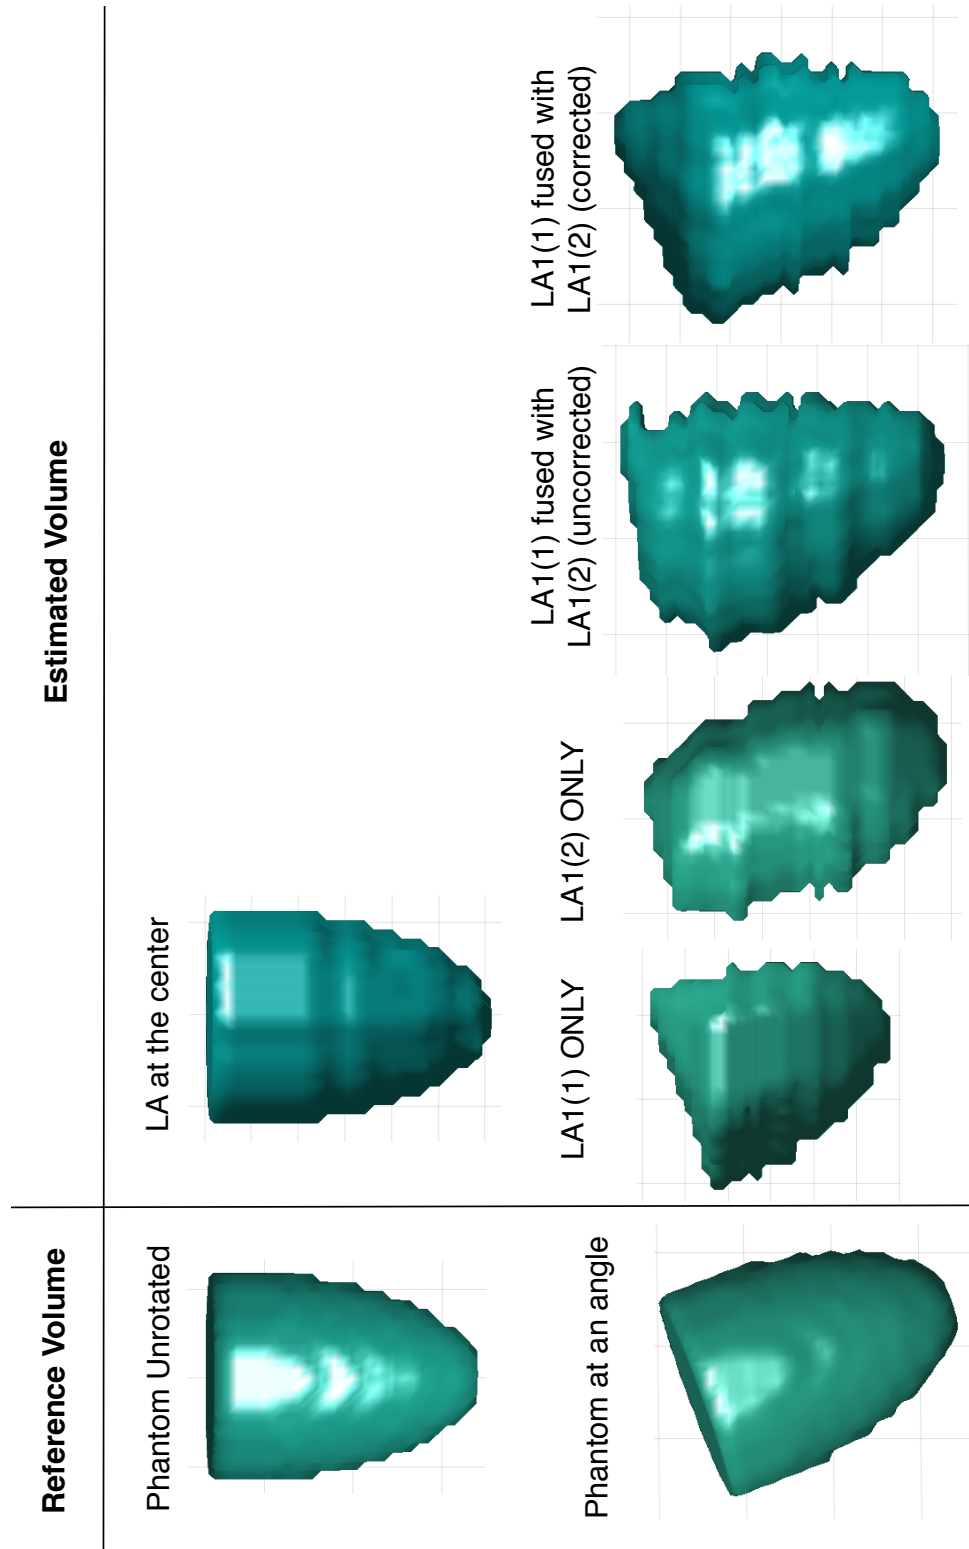 Reference Volume
Estimated Volume
Phantom Unrotated
LA at the center
Phantom at an angle
LA1(1) ONLY
LA1(2) ONLY
LA1(1) fused with
LA1(2) (uncorrected)
LA1(1) fused with
LA1(2) (corrected)